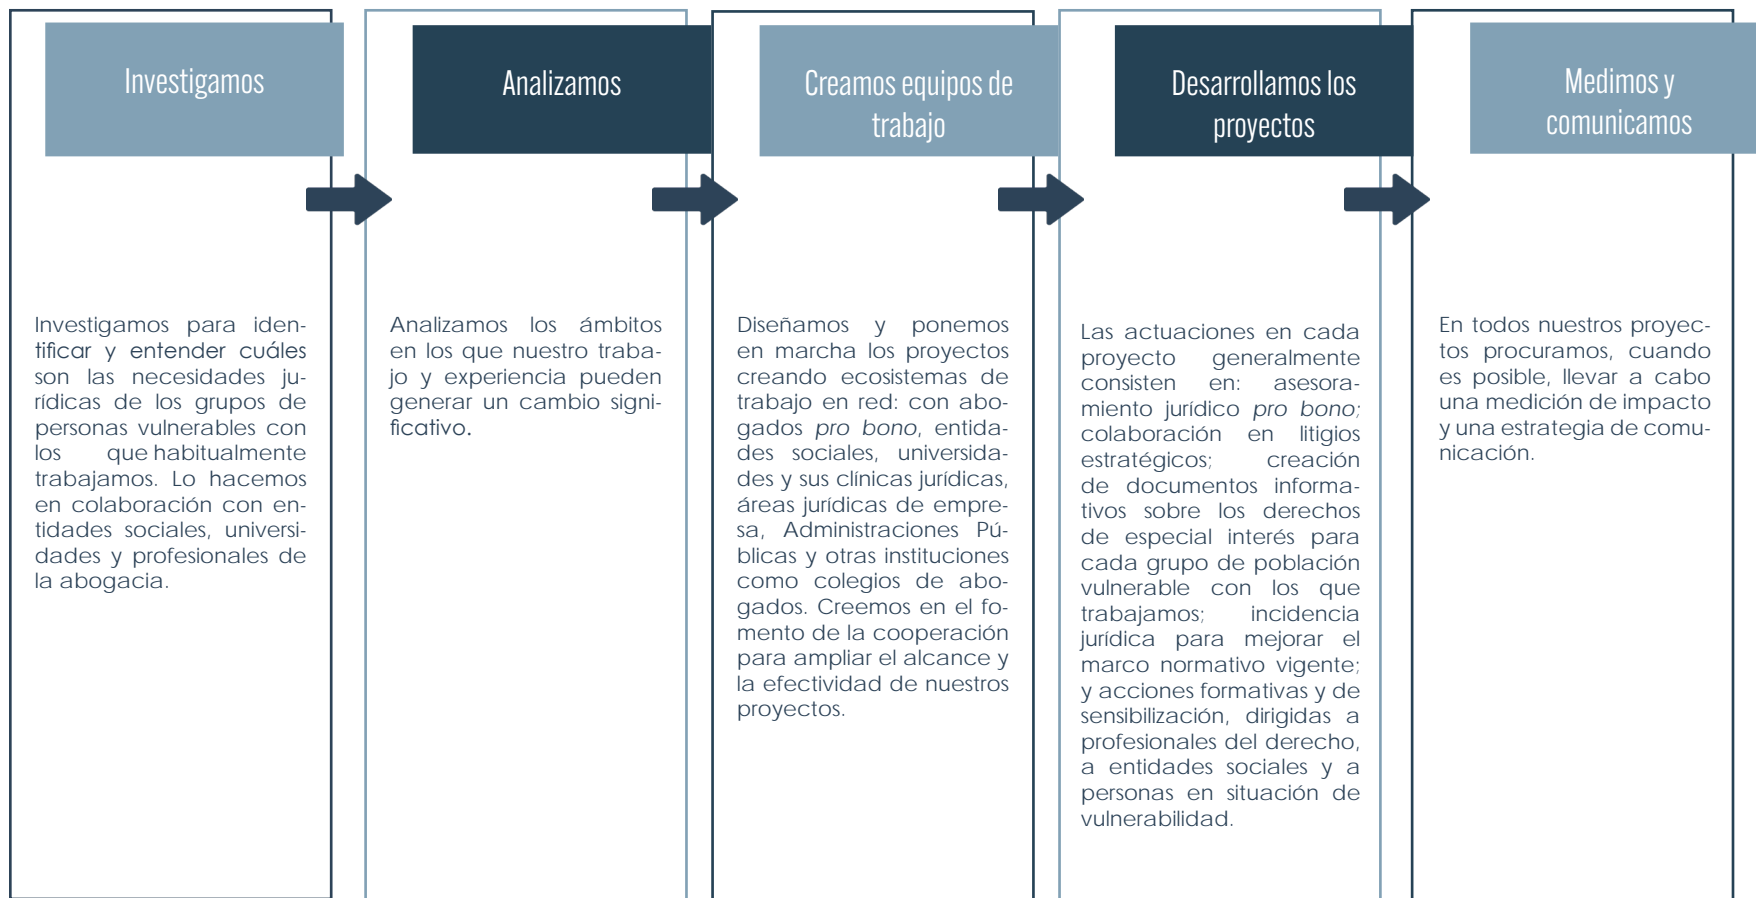 Investigamos
Investigamos para iden-
tificar y entender cuáles
son las necesidades ju-
rídicas de los grupos de
personas vulnerables con
los que habitualmente
trabajamos. Lo hacemos
en colaboración con en-
tidades sociales, universi-
dades y profesionales de
la abogacia.
Analizamos
Analizamos los ámbitos
en los que nuestro traba-
jo y experiencia pueden
generar un cambio signi-
ficativo.
Creamos equipos de
trabajo
Diseñamos y ponemos
en marcha los proyectos
creando ecosistemas de
trabajo en red: con abo-
gados pro bono, entida-
des sociales, universida-
des y sus clínicas jurídicas,
áreas jurídicas de empre-
sa, Administraciones Pú-
blicas y otras instituciones
como colegios de abo-
gados. Creemos en el fo-
mento de la cooperación
para ampliar el alcance y
la efectividad de nuestros
proyectos.
Desarrollamos los
proyectos
Las actuaciones en cada
proyecto generalmente
consisten en: asesora-
miento jurídico pro bono;
colaboración en litigios
estratégicos; creación
de documentos informa-
tivos sobre los derechos
de especial interés para
cada grupo de población
vulnerable con los que
trabajamos; incidencia
jurídica para mejorar el
marco normativo vigente;
y acciones formativas y de
sensibilización, dirigidas a
profesionales del derecho,
a entidades sociales y a
personas en situación de
vulnerabilidad.
Medimos y
comunicamos
En todos nuestros proyec-
tos procuramos, cuando
es posible, llevar a cabo
una medición de impacto
y una estrategia de comu-
nicación.